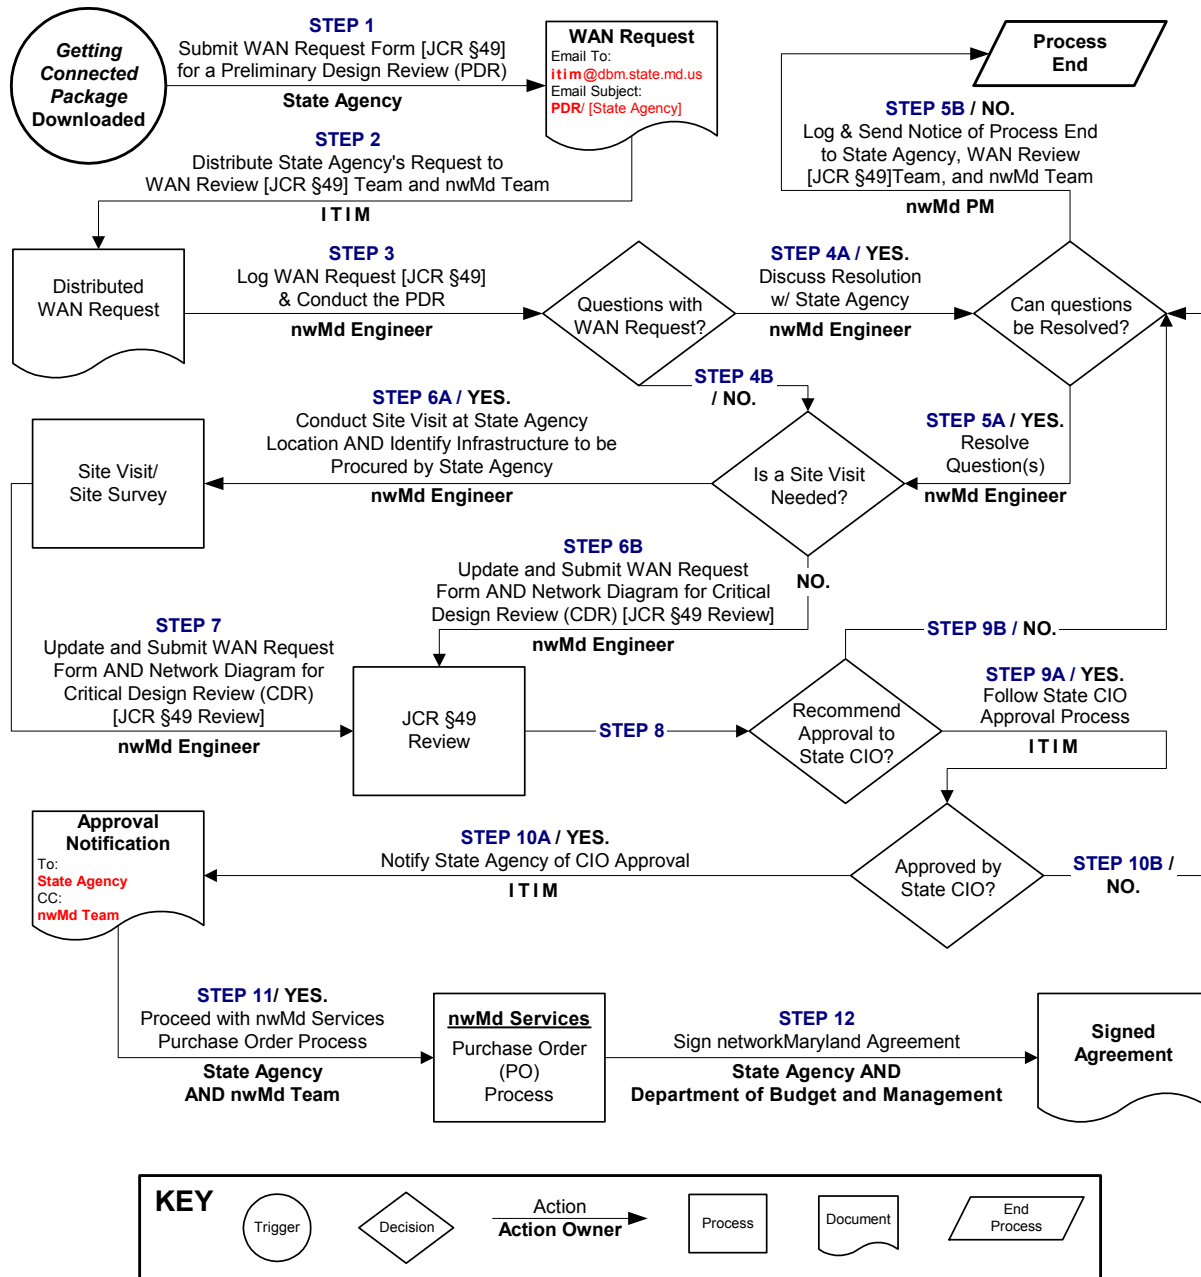 Getting
Connected
Package
Downloaded
STEP 1
Submit WAN Request Form [JCR §49]
for a Preliminary Design Review (PDR)
State Agency
WAN Request
Email To:
itim@dbm.state.md.us
Email Subject:
PDR/ [State Agency]
Process
End
STEP 2
Distribute State Agency's Request to
WAN Review [JCR §49] Team and nwMd Team
ITIM
STEP 5B / NO.
Log & Send Notice of Process End
to State Agency, WAN Review
[JCR §49]Team, and nwMd Team
nwMd PM
Distributed
WAN Request
STEP 3
Log WAN Request [JCR §49]
& Conduct the PDR
nwMd Engineer
Questions with
WAN Request?
STEP 4A / YES.
Discuss Resolution
w/ State Agency
nwMd Engineer
Can questions
be Resolved?
STEP 4B
/ NO.
STEP 5A / YES.
Resolve
Question(s)
nwMd Engineer
Is a Site Visit
Needed?
STEP 6A / YES.
Conduct Site Visit at State Agency
Location AND Identify Infrastructure to be
Procured by State Agency
nwMd Engineer
Site Visit/
Site Survey
STEP 6B
Update and Submit WAN Request
Form AND Network Diagram for Critical
Design Review (CDR) [JCR §49 Review]
nwMd Engineer
NO.
STEP 7
Update and Submit WAN Request
Form AND Network Diagram for
Critical Design Review (CDR)
[JCR §49 Review]
nwMd Engineer
JCR §49
Review
STEP 8
Recommend
Approval to
State CIO?
STEP 9B / NO.
STEP 9A / YES.
Follow State CIO
Approval Process
ITIM
Approved by
State CIO?
STEP 10B /
NO.
STEP 10A / YES.
Notify State Agency of CIO Approval
ITIM
Approval
Notification
To:
State Agency
CC:
nwMd Team
STEP 11/ YES.
Proceed with nwMd Services
Purchase Order Process
State Agency
AND nwMd Team
nwMd Services
Purchase Order
(PO)
Process
STEP 12
Sign networkMaryland Agreement
State Agency AND
Department of Budget and Management
Signed
Agreement
KEY
Trigger
Decision
Action
Action Owner
Process
Document
End
Process